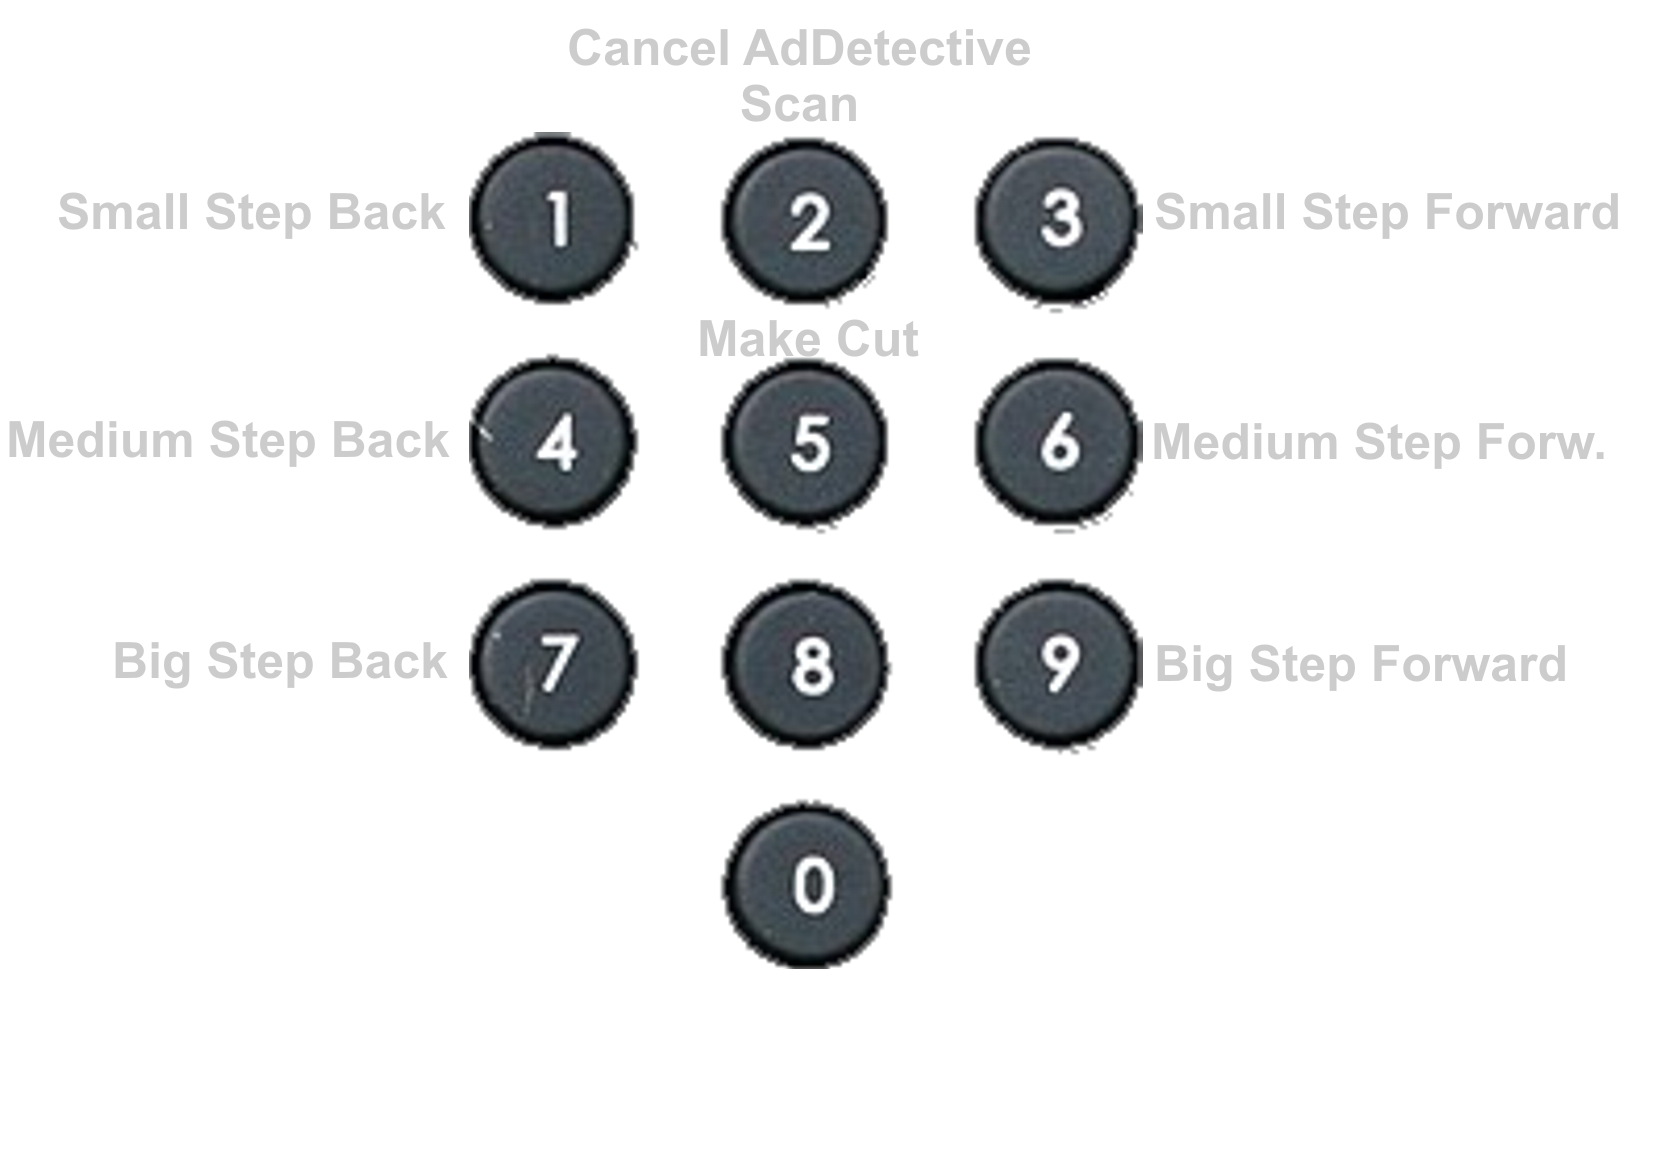 Cancel AdDetective
Scan
Small Step Back 1 2 3 Small Step Forward
Make Cut
Medium Step Back 4 5 6 Medium Step Forw.
Big Step Back 7 8 9 Big Step Forward
0